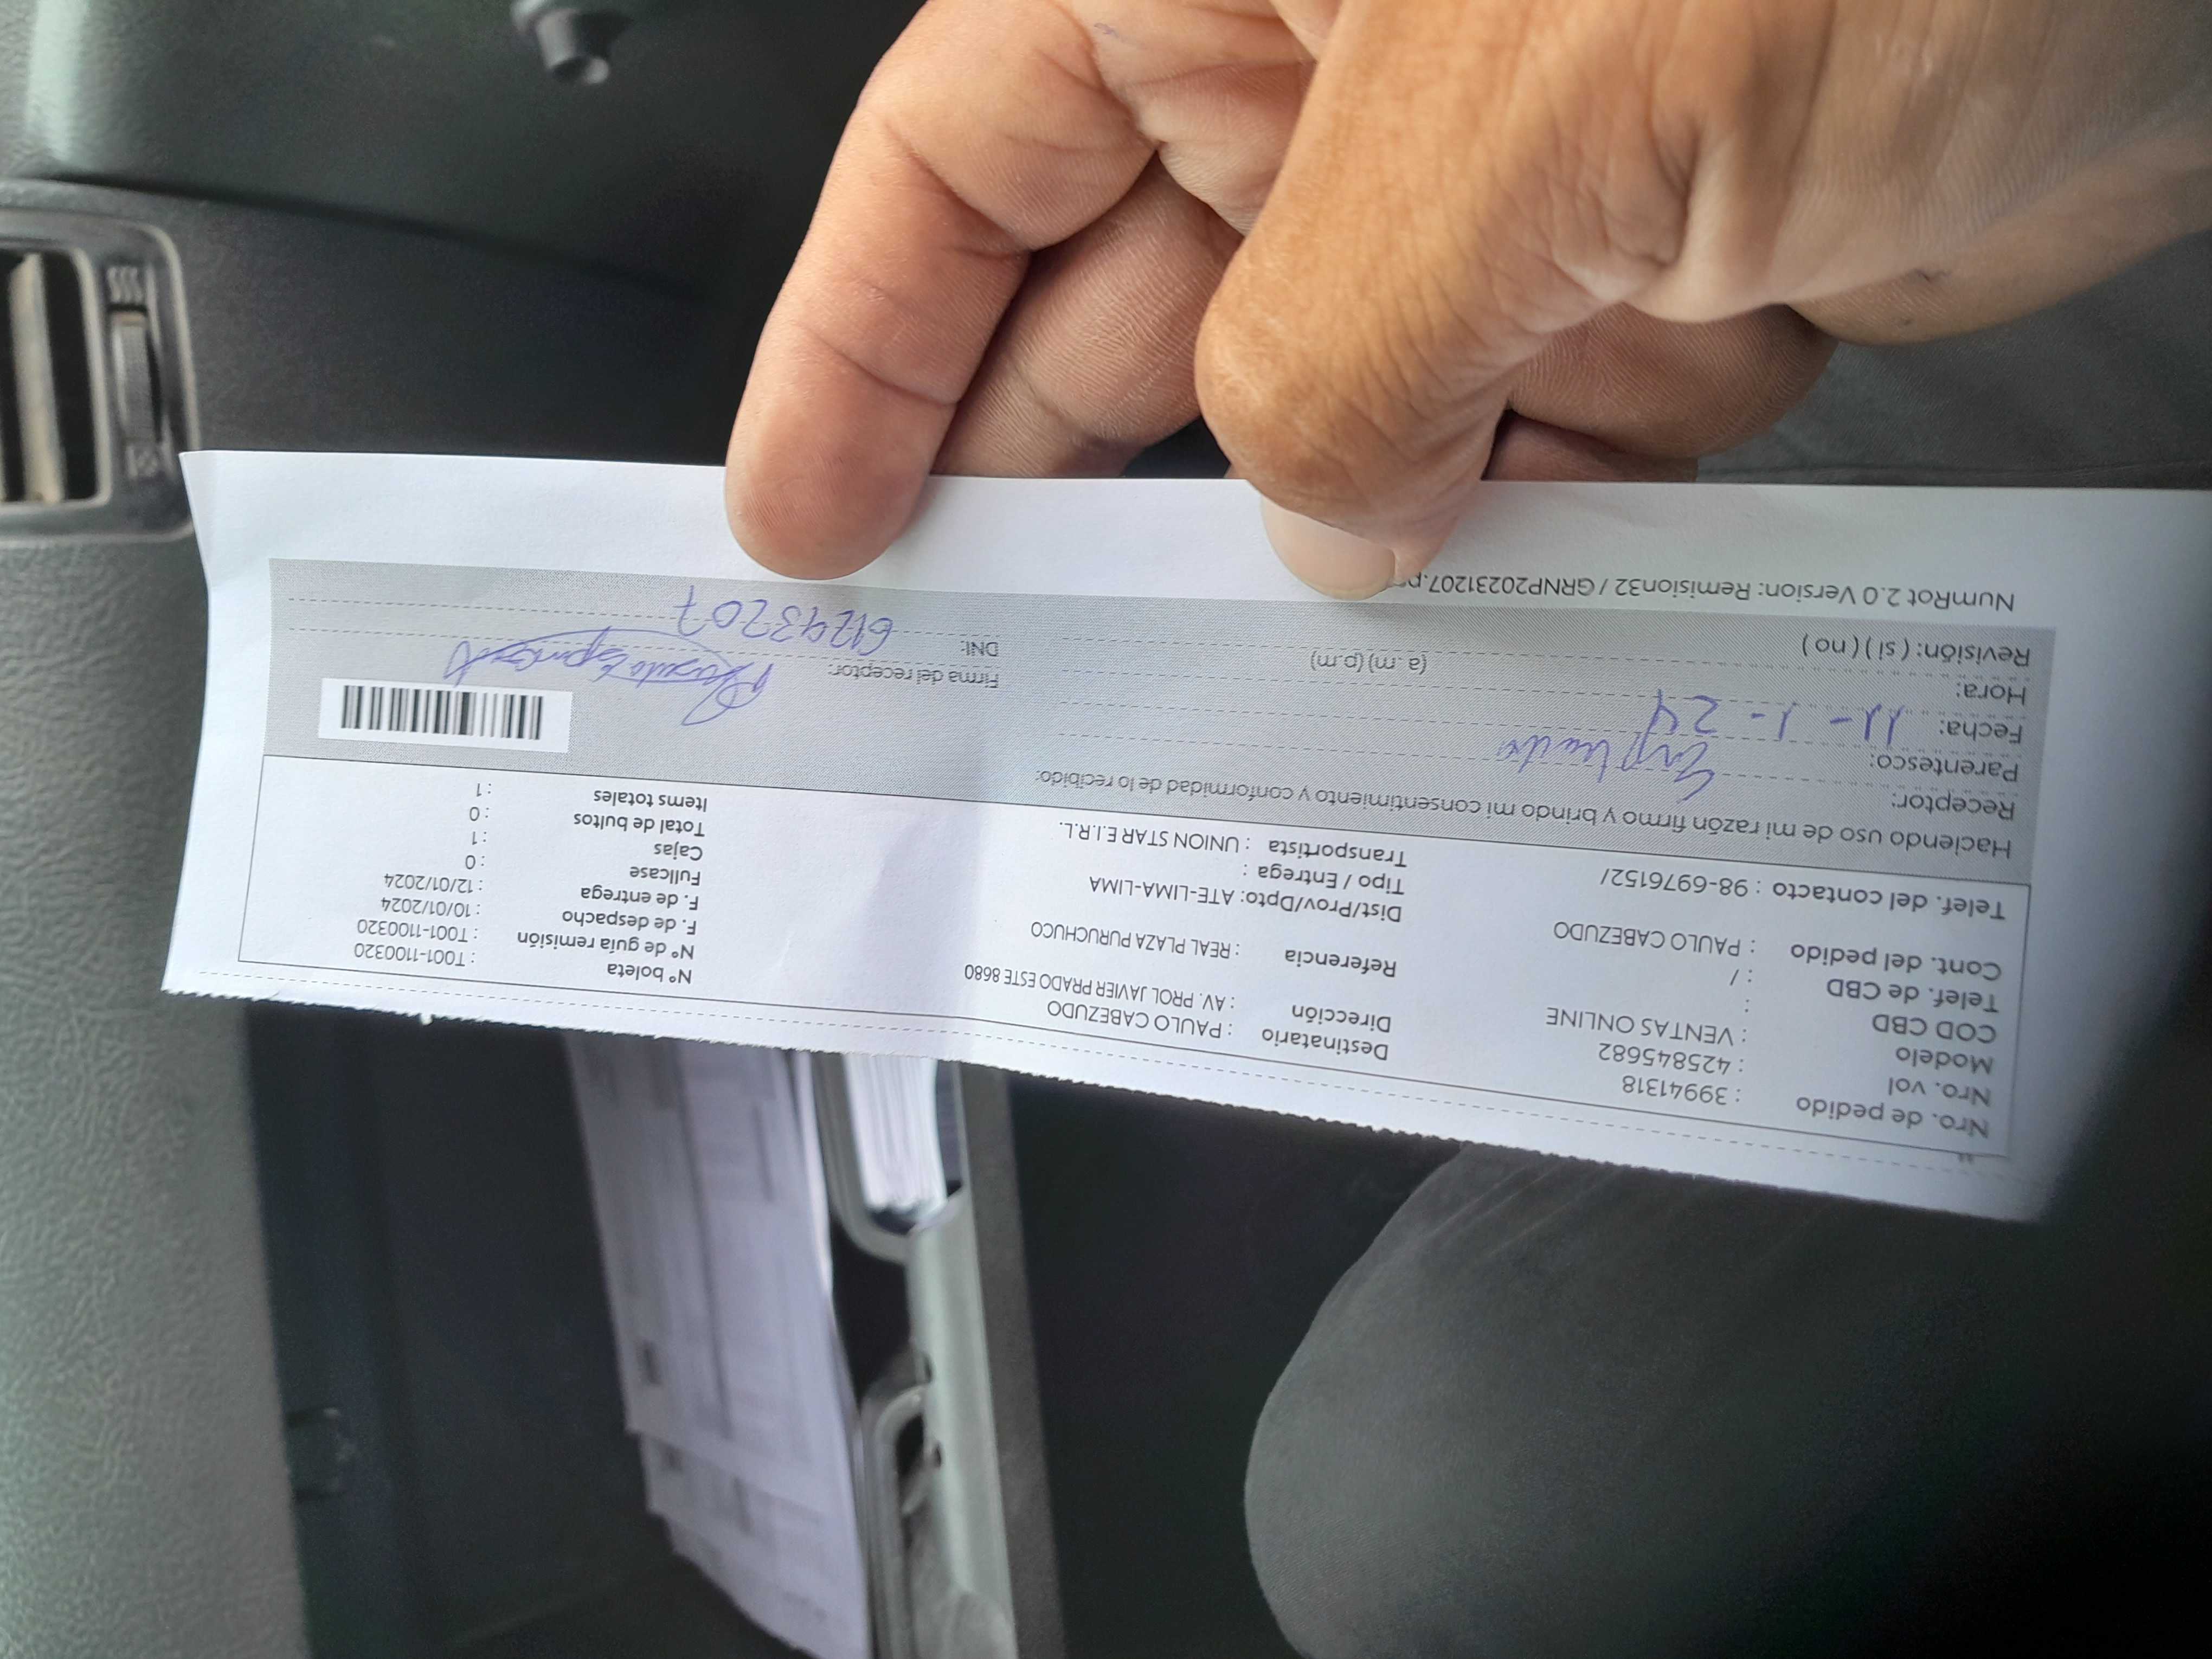 Nro. de pedido : 39941318
Nro. vol : 425845682
Modelo : VENTAS ONLINE
COD CBD :
Telef. de CBD : /
Cont. del pedido : PAULO CABEZUDO
Telef. del contacto : 98-6976152/
Destinatario : PAULO CABEZUDO
Dirección : AV. PROL JAVIER PRADO ESTE 8680
Referencia : REAL PLAZA PURUCHUCO
Dist/Prov/Dpto: ATE-LIMA-LIMA
Tipo / Entrega :
Transportista : UNION STAR E.I.R.L.
N° boleta : T001-1100320
N° de guía remisión : T001-1100320
F. de despacho : 10/01/2024
F. de entrega : 12/01/2024
Fullcase : 0
Cajas : 1
Total de bultos : 0
Items totales : 1
Haciendo uso de mi razón firmo y brindo mi consentimiento y conformidad de lo recibido:
Receptor:
Parentesco: Empleado
Fecha: 11-1-24
Hora: (a.m) (p.m)
Revisión: ( si ) ( no )
Firma del receptor:
DNI: 61293207
NumRot 2.0 Version: Remision32 / GRNP20231207.p